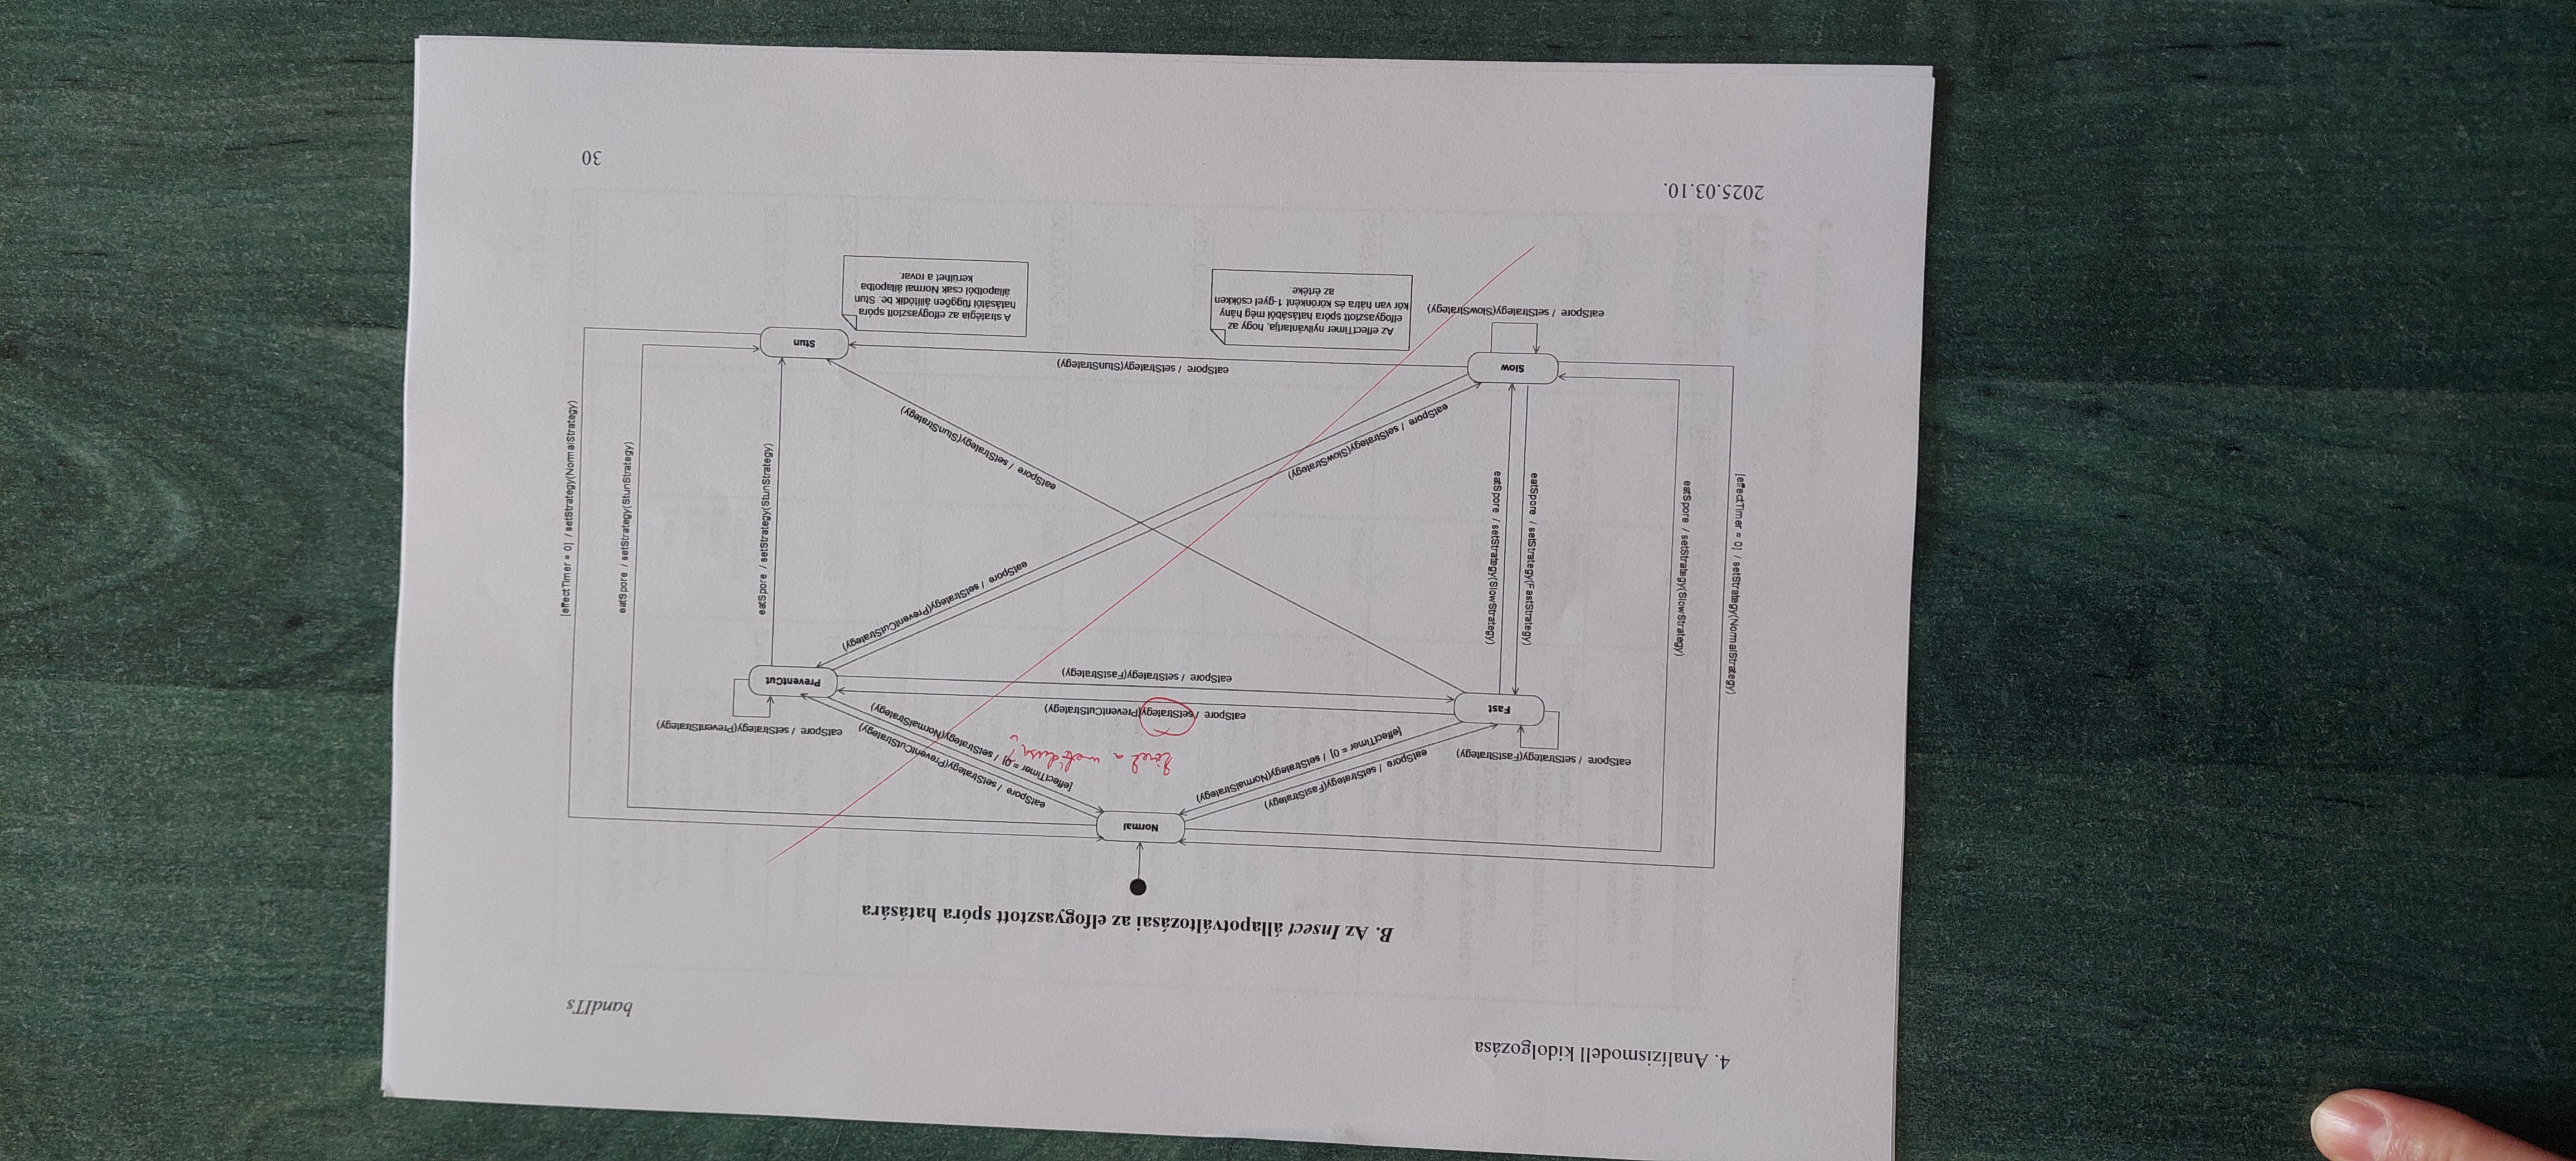 4. Analízismodell kidolgozása
bandITs
B. Az Insect állapotváltozásai az elfogyasztott spóra hatására
Normal
eatSpore / setStrategy(FastStrategy)
[effectTimer = 0] / setStrategy(NormalStrategy)
eatSpore / setStrategy(PreventCutStrategy)
[effectTimer = 0] / setStrategy(NormalStrategy)
a metódus?
eatSpore / setStrategy(FastStrategy)
Fast
eatSpore / setStrategy(PreventCutStrategy)
eatSpore / setStrategy(FastStrategy)
eatSpore / setStrategy(PreventStrategy)
PreventCut
[effectTimer = 0] / setStrategy(NormalStrategy)
eatSpore / setStrategy(SlowStrategy)
eatSpore / setStrategy(FastStrategy)
eatSpore / setStrategy(SlowStrategy)
eatSpore / setStrategy(SlowStrategy)
eatSpore / setStrategy(PreventCutStrategy)
eatSpore / setStrategy(StunStrategy)
eatSpore / setStrategy(StunStrategy)
eatSpore / setStrategy(StunStrategy)
[effectTimer = 0] / setStrategy(NormalStrategy)
Slow
eatSpore / setStrategy(StunStrategy)
Stun
eatSpore / setStrategy(SlowStrategy)
Az effectTimer nyilvántartja, hogy az
elfogyasztott spóra hatásából még hány
kör van hátra és körönként 1-gyel csökken
az értéke.
A stratégia az elfogyasztott spóra
hatásától függően állítódik be. Stun
állapotból csak Normal állapotba
kerülhet a rovar.
2025.03.10.
30